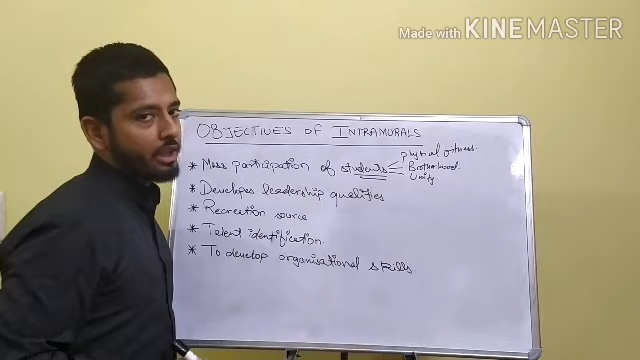 Made with KINEMASTER
OBJECTIVES OF INTRAMURALS
* Mass participation of students
physical fitness.
Brotherhood.
Unity.
* Developes leadership qualities
* Recreation source
* Talent identification.
* To develop organisational skills.